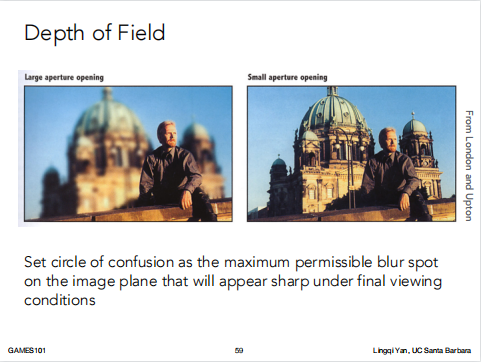 Depth of Field
Large aperture opening
Small aperture opening
From London and Upton
Set circle of confusion as the maximum permissible blur spot
on the image plane that will appear sharp under final viewing
conditions
GAMES101
59
Lingqi Yan, UC Santa Barbara